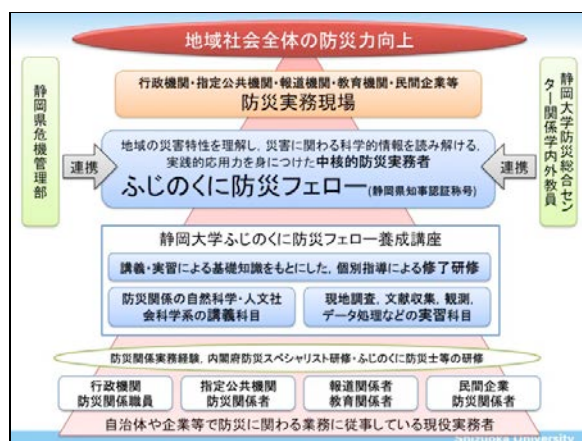 地域社会全体の防災力向上
行政機関・指定公共機関・報道機関・教育機関・民間企業等
防災実務現場
静岡県危機管理部
連携
地域の災害特性を理解し、災害に関わる科学的情報を読み解ける、
実践的応用力を身につけた中核的防災実務者
ふじのくに防災フェロー(静岡県知事認証称号)
連携
静岡大学防災総合セン
ター関係学内外教員
静岡大学ふじのくに防災フェロー養成講座
講義・実習による基礎知識をもとにした、個別指導による修了研修
防災関係の自然科学・人文社
会科学系の講義科目
現地調査、文献収集、観測、
データ処理などの実習科目
防災関係実務経験、内閣府防災スペシャリスト研修・ふじのくに防災士等の研修
行政機関
防災関係職員
指定公共機関
防災関係者
報道関係者
教育関係者
民間企業
防災関係者
自治体や企業等で防災に関わる業務に従事している現役実務者
Shizuoka University